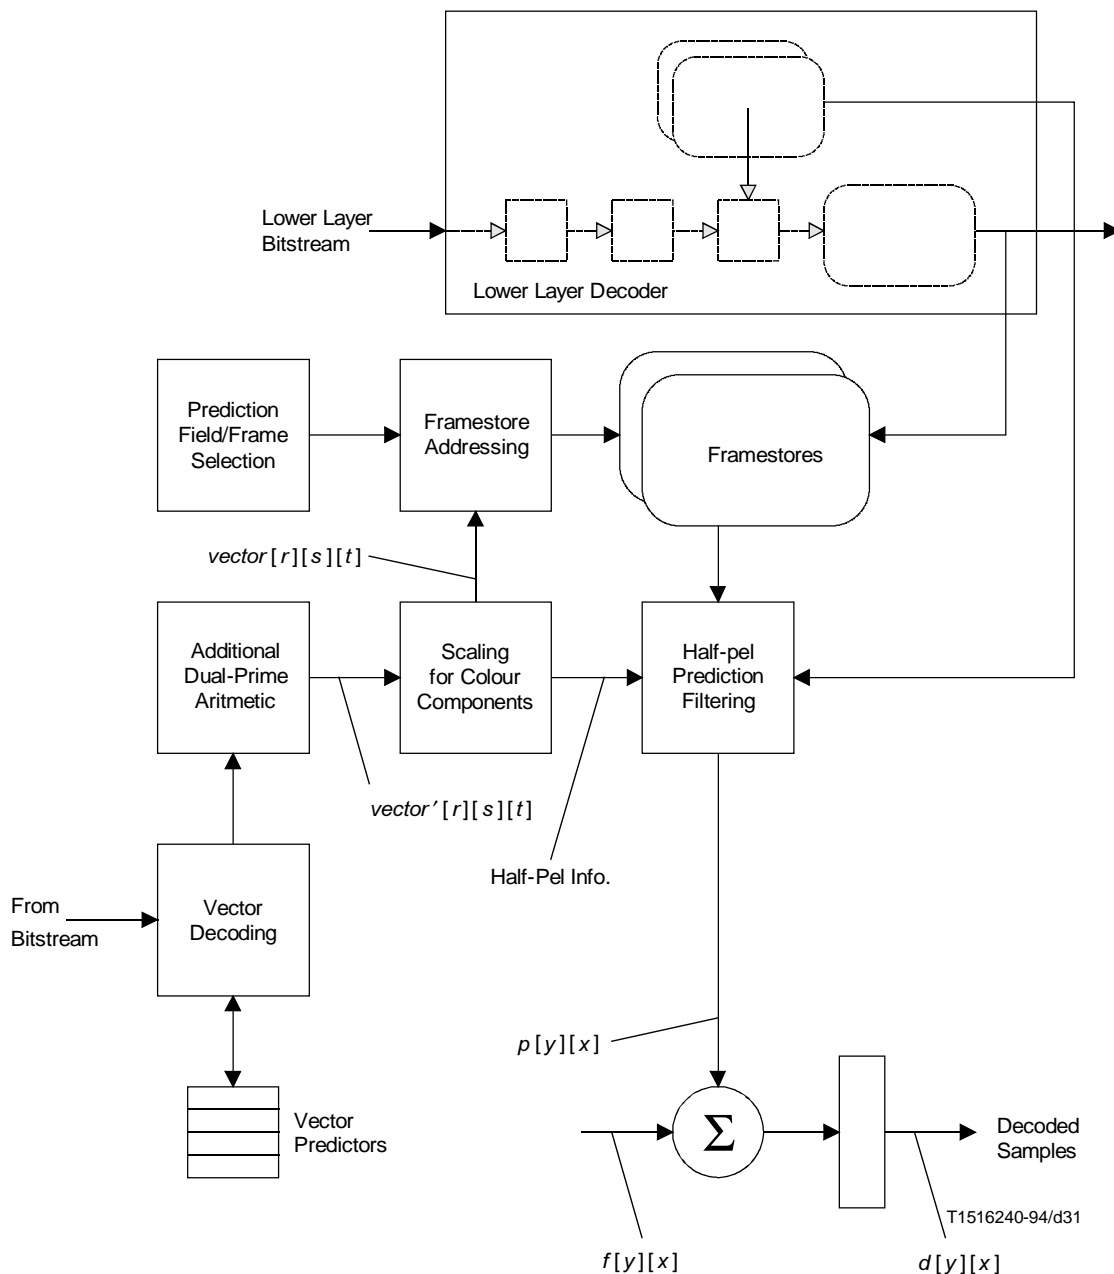 Lower Layer
Bitstream
Lower Layer Decoder
Prediction
Field/Frame
Selection
Framestore
Addressing
Framestores
vector[r][s][t]
Additional
Dual-Prime
Aritmetic
Scaling
for Colour
Components
Half-pel
Prediction
Filtering
vector′[r][s][t]
Half-Pel Info.
From
Bitstream
Vector
Decoding
p[y][x]
Vector
Predictors
Σ
Decoded
Samples
T1516240-94/d31
f[y][x]
d[y][x]